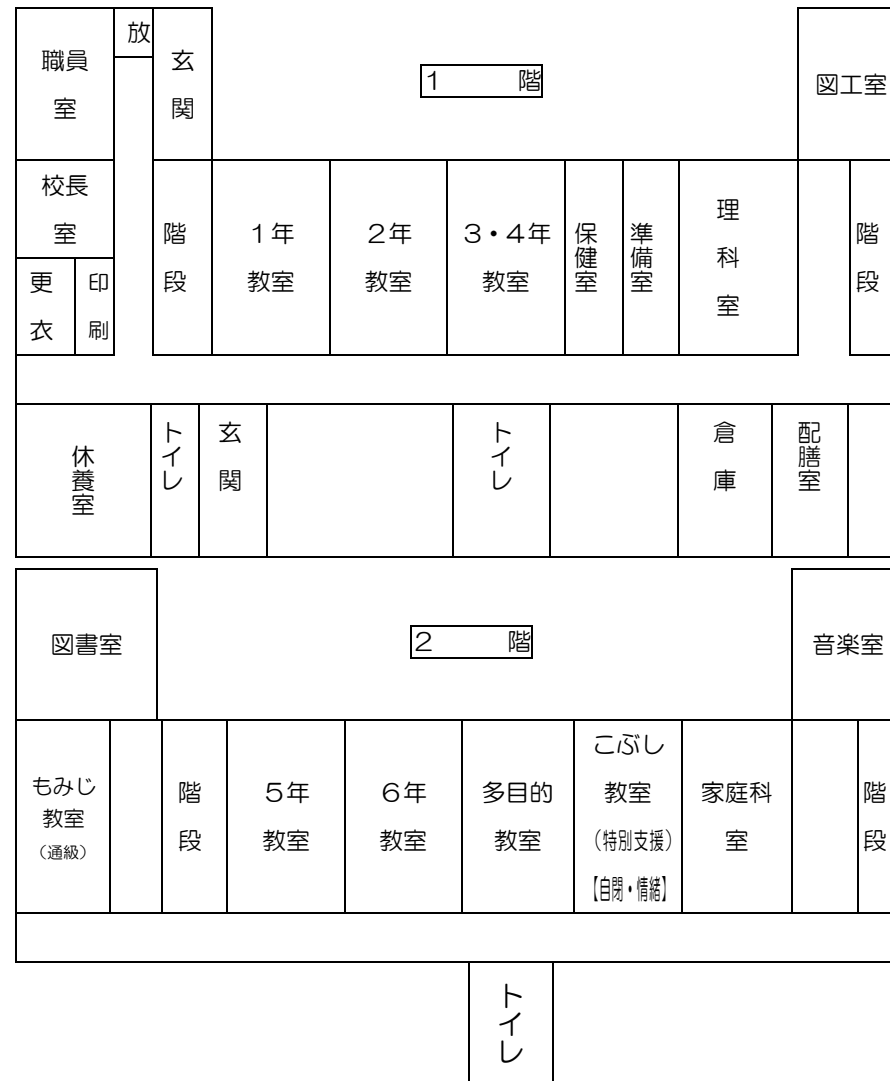 職員
室
放
玄
関
1 階
図工室
校長
室
更
衣
印
刷
階
段
1年
教室
2年
教室
3・4年
教室
保健室
準備室
理
科
室
階
段
休養室
トイレ
玄
関
トイレ
倉
庫
配膳室
図書室
2 階
音楽室
もみじ
教室
（通級）
階
段
5年
教室
6年
教室
多目的
教室
こぶし
教室
（特別支援）
【自閉・情緒】
家庭科
室
階
段
トイレ